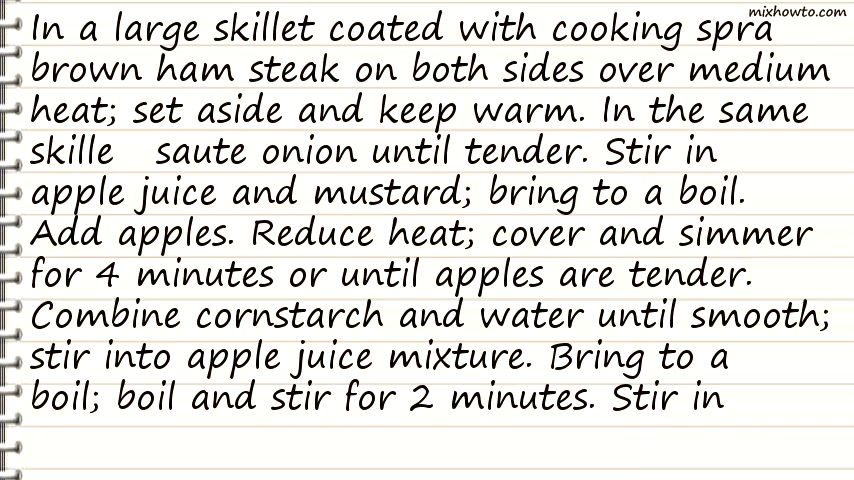 mixhowto.com
In a large skillet coated with cooking spra
brown ham steak on both sides over medium
heat; set aside and keep warm. In the same
skille saute onion until tender. Stir in
apple juice and mustard; bring to a boil.
Add apples. Reduce heat; cover and simmer
for 4 minutes or until apples are tender.
Combine cornstarch and water until smooth;
stir into apple juice mixture. Bring to a
boil; boil and stir for 2 minutes. Stir in